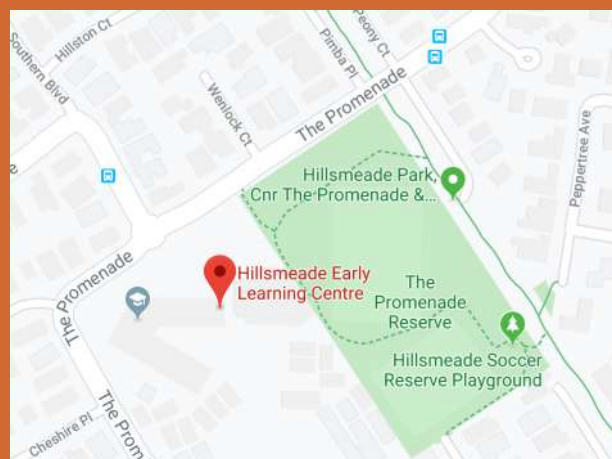 Hillston Ct
Southern Blvd
Wenlock Ct
Pimba Pl
Peony Ct
The Promenade
Peppertree Ave
Hillsmeade Park,
Cnr The Promenade &...
The Promenade
Hillsmeade Early
Learning Centre
The
Promenade
Reserve
Hillsmeade Soccer
Reserve Playground
The Prom
Cheshire Pl